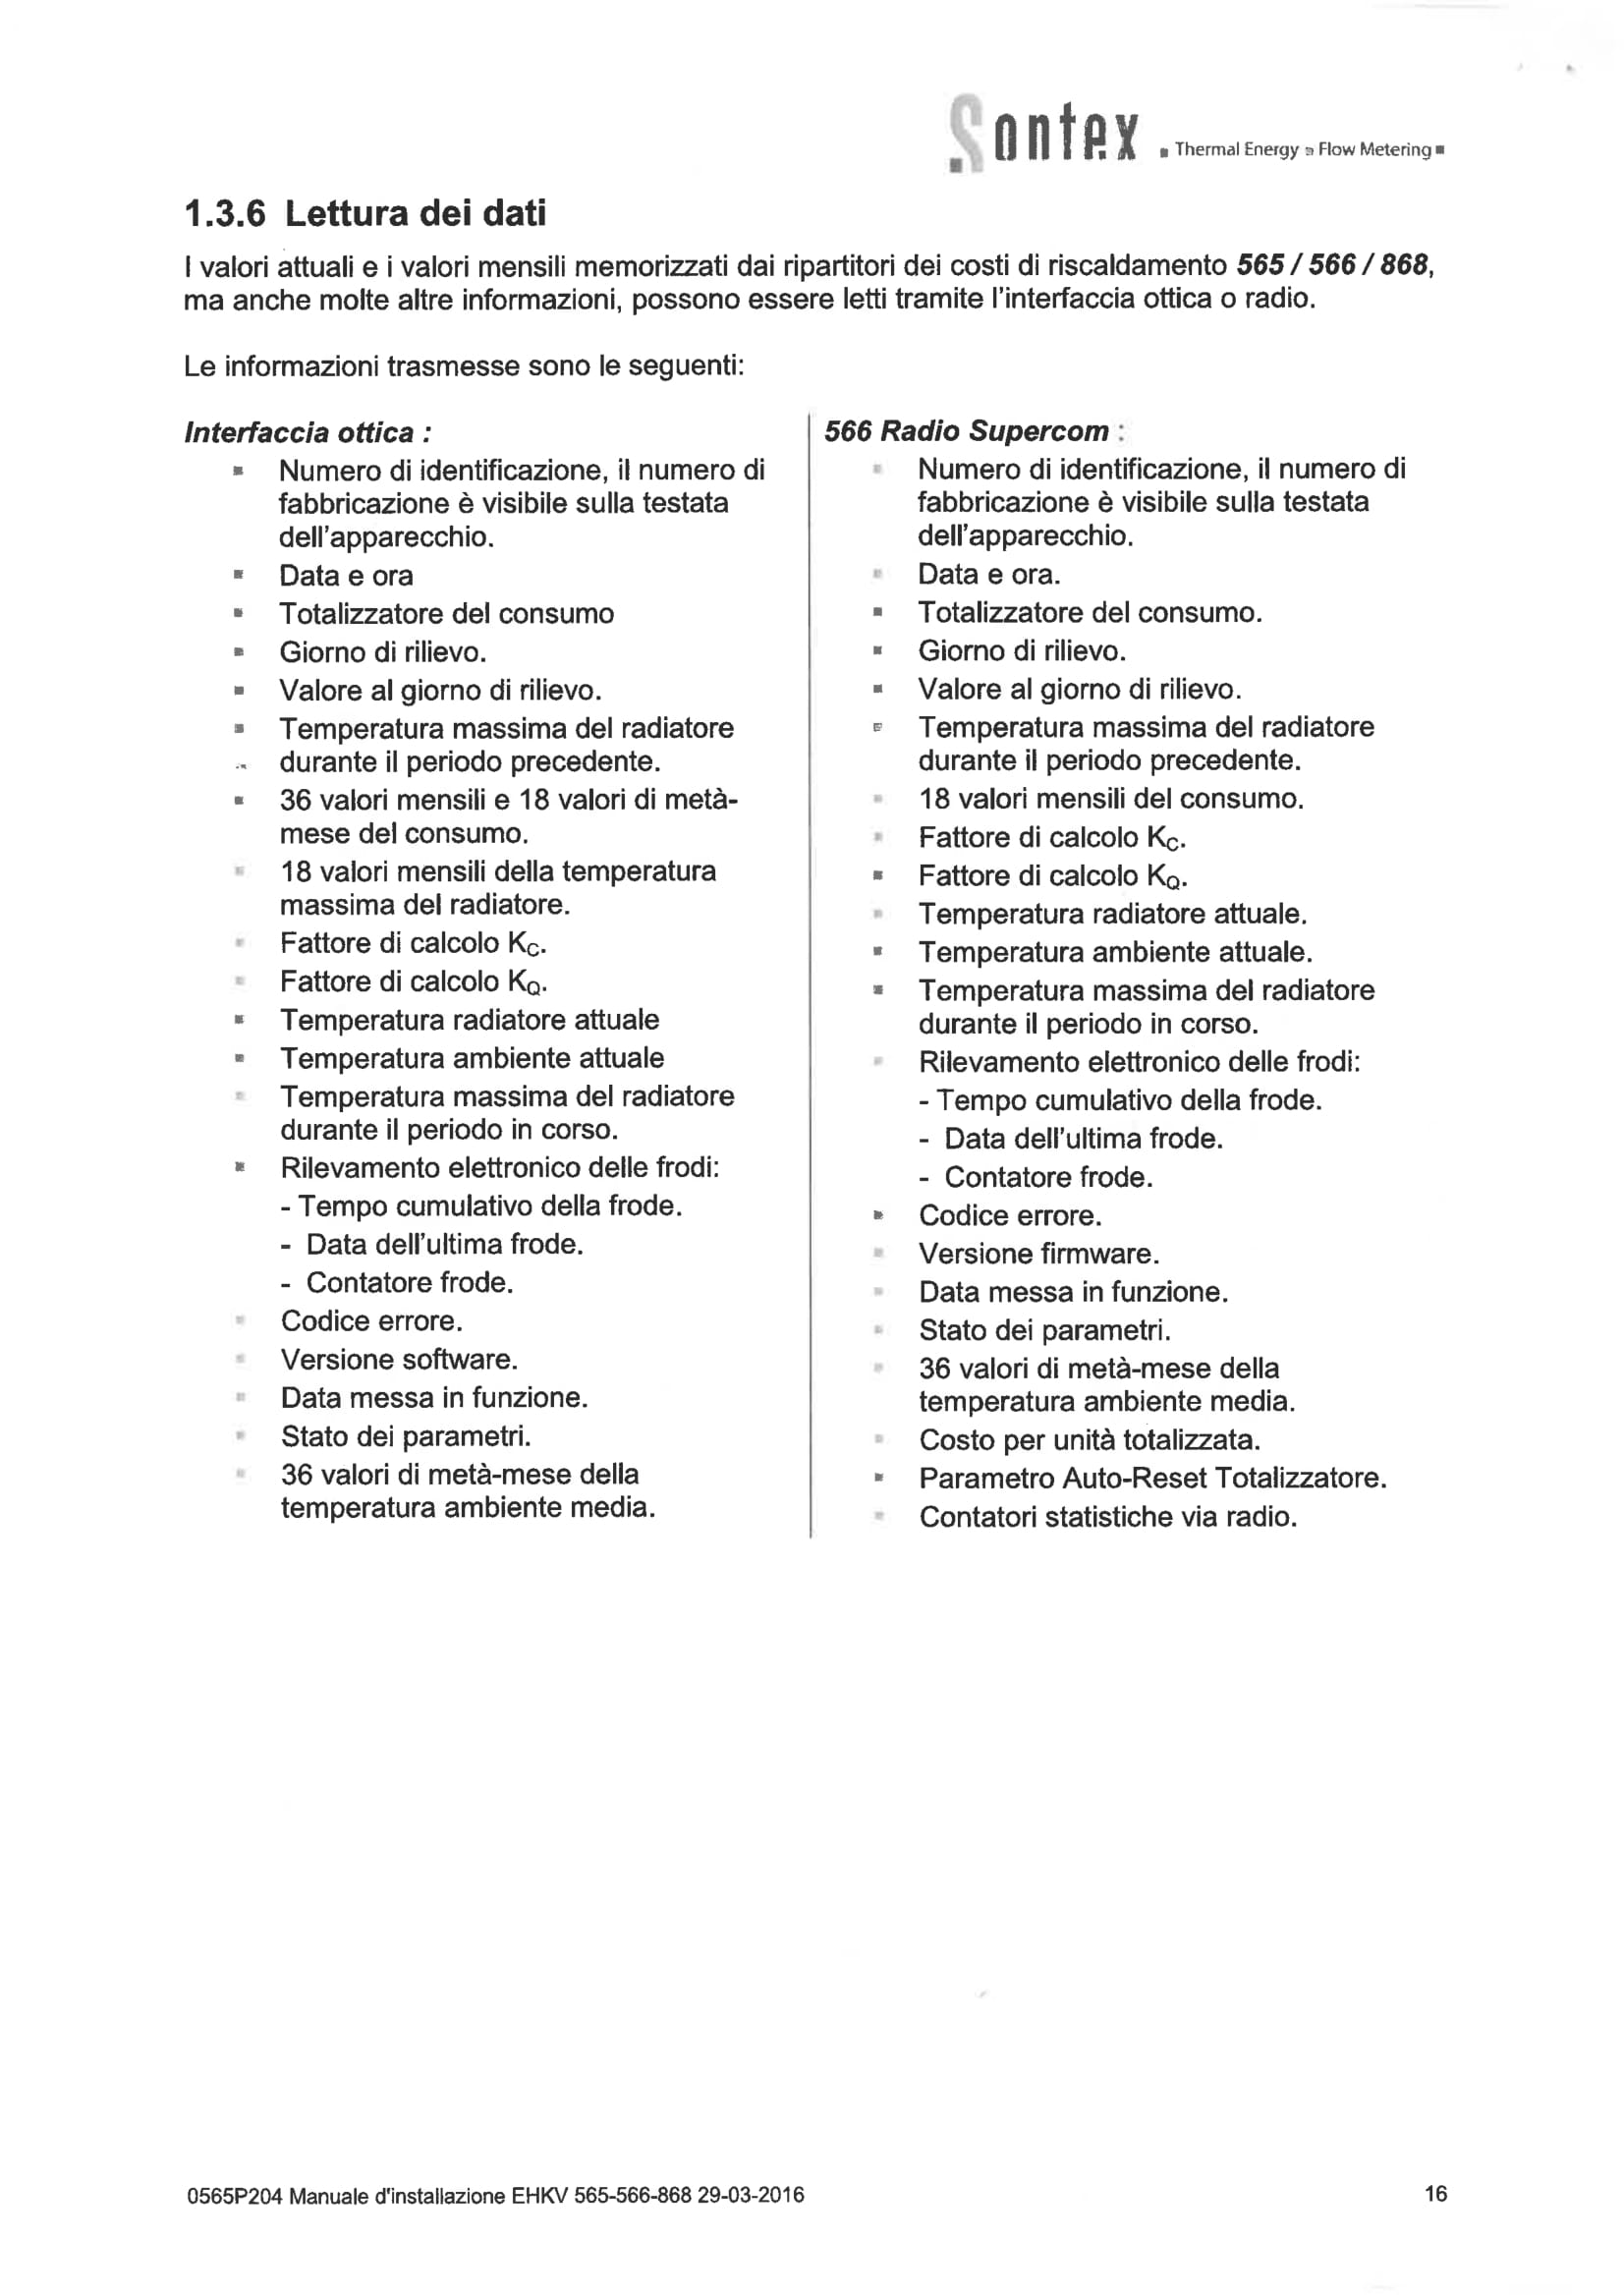 Sontex
Thermal Energy Flow Metering
1.3.6 Lettura dei dati
I valori attuali e i valori mensili memorizzati dai ripartitori dei costi di riscaldamento 565 / 566 / 868,
ma anche molte altre informazioni, possono essere letti tramite l'interfaccia ottica o radio.
Le informazioni trasmesse sono le seguenti:
Interfaccia ottica :
Numero di identificazione, il numero di
fabbricazione è visibile sulla testata
dell'apparecchio.
Data e ora
Totalizzatore del consumo
Giorno di rilievo.
Valore al giorno di rilievo.
Temperatura massima del radiatore
durante il periodo precedente.
36 valori mensili e 18 valori di metà-
mese del consumo.
18 valori mensili della temperatura
massima del radiatore.
Fattore di calcolo KC.
Fattore di calcolo KQ.
Temperatura radiatore attuale
Temperatura ambiente attuale
Temperatura massima del radiatore
durante il periodo in corso.
Rilevamento elettronico delle frodi:
- Tempo cumulativo della frode.
- Data dell'ultima frode.
- Contatore frode.
Codice errore.
Versione software.
Data messa in funzione.
Stato dei parametri.
36 valori di metà-mese della
temperatura ambiente media.
566 Radio Supercom :
Numero di identificazione, il numero di
fabbricazione è visibile sulla testata
dell'apparecchio.
Data e ora.
Totalizzatore del consumo.
Giorno di rilievo.
Valore al giorno di rilievo.
Temperatura massima del radiatore
durante il periodo precedente.
18 valori mensili del consumo.
Fattore di calcolo KC.
Fattore di calcolo KQ.
Temperatura radiatore attuale.
Temperatura ambiente attuale.
Temperatura massima del radiatore
durante il periodo in corso.
Rilevamento elettronico delle frodi:
- Tempo cumulativo della frode.
- Data dell'ultima frode.
- Contatore frode.
Codice errore.
Versione firmware.
Data messa in funzione.
Stato dei parametri.
36 valori di metà-mese della
temperatura ambiente media.
Costo per unità totalizzata.
Parametro Auto-Reset Totalizzatore.
Contatori statistiche via radio.
0565P204 Manuale d'installazione EHKV 565-566-868 29-03-2016
16